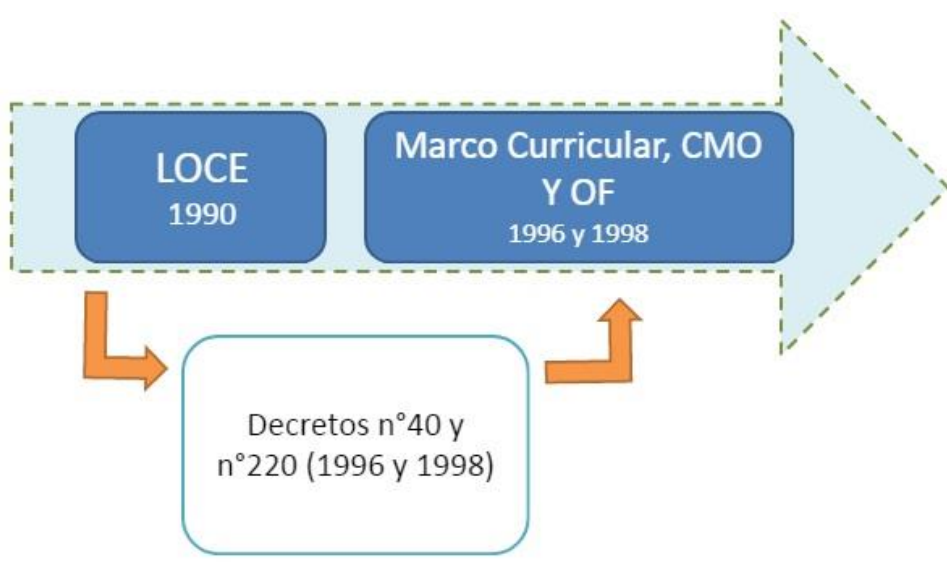 LOCE
1990
Marco Curricular, CMO
Y OF
1996 y 1998
Decretos n°40 y
n°220 (1996 y 1998)